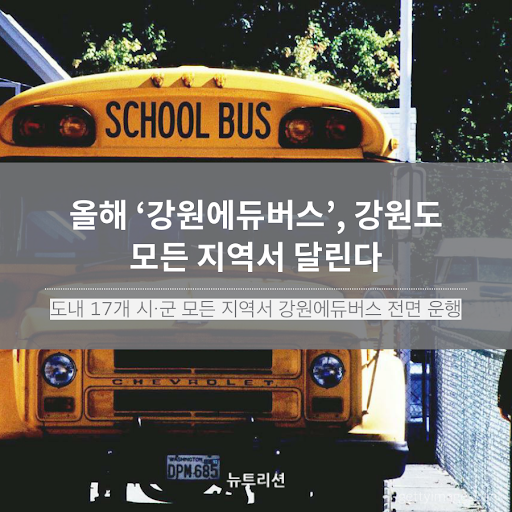 SCHOOL BUS
올해 ‘강원에듀버스’, 강원도
모든 지역서 달린다
도내 17개 시·군 모든 지역서 강원에듀버스 전면 운행
CHEVROLET
WASHINGTON
DPM·685
뉴트리션